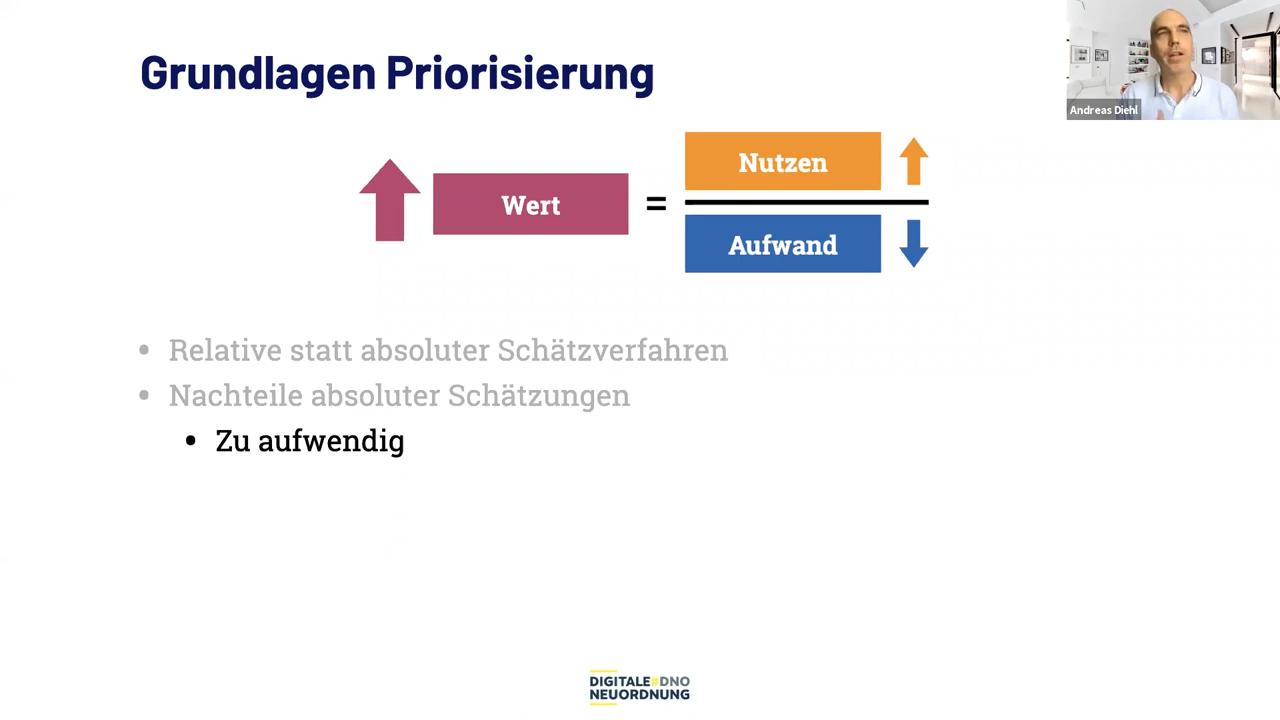 Grundlagen Priorisierung
Andreas Diehl
Wert
=
Nutzen
Aufwand
• Relative statt absoluter Schätzverfahren
• Nachteile absoluter Schätzungen
• Zu aufwendig
DIGITALE#DNO
NEUORDNUNG